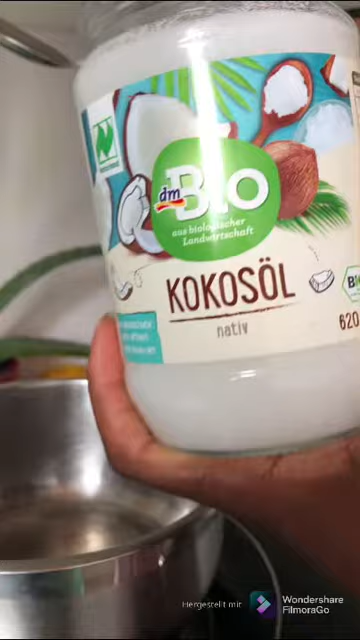 dm
Bio
aus biologischer
Landwirtschaft
KOKOSÖL
nativ
620
Hergestellt mit
Wondershare
FilmoraGo